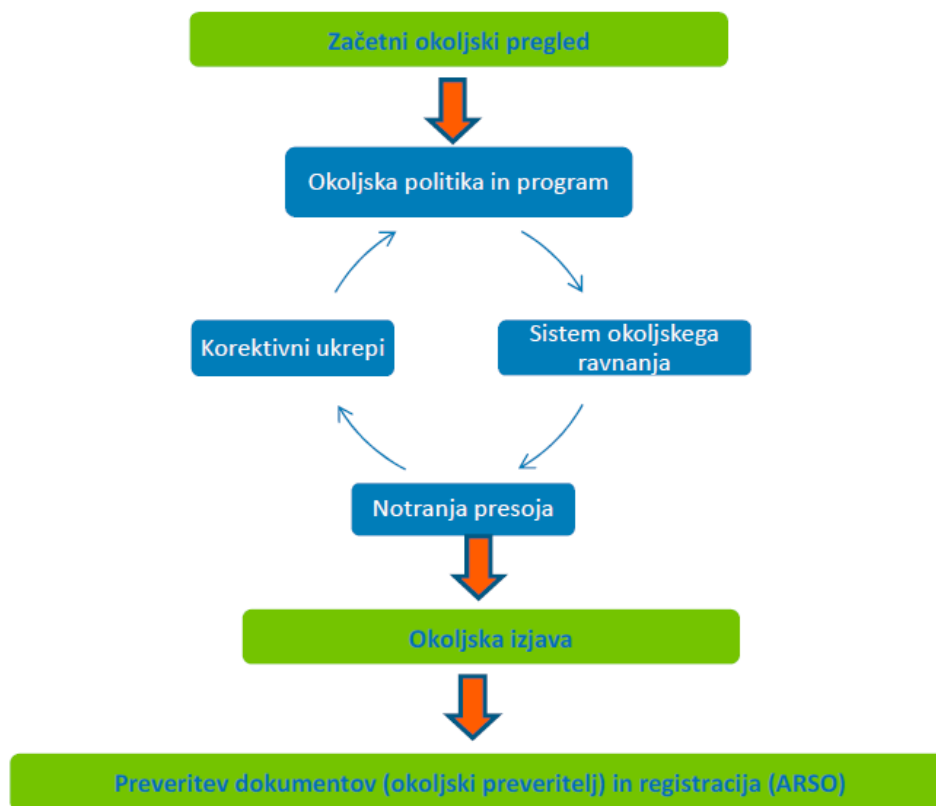 Začetni okoljski pregled
Okoljska politika in program
Korektivni ukrepi
Sistem okoljskega
ravnanja
Notranja presoja
Okoljska izjava
Preveritev dokumentov (okoljski preveritelj) in registracija (ARSO)